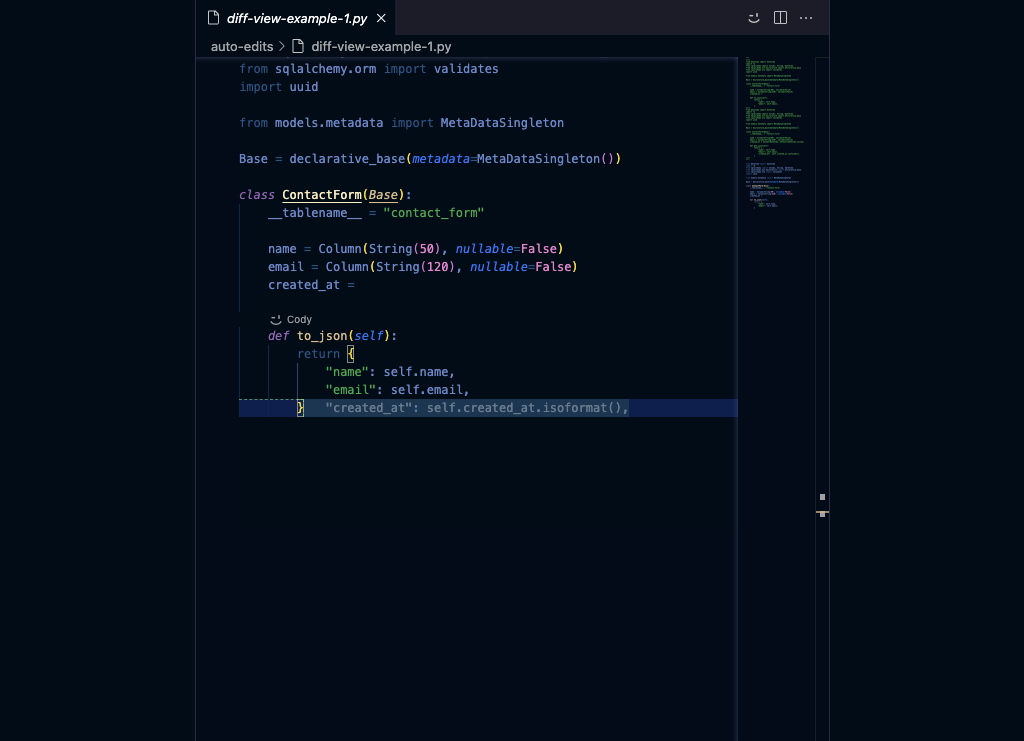 diff-view-example-1.py
auto-edits > diff-view-example-1.py
from sqlalchemy.orm import validates
import uuid
from models.metadata import MetaDataSingleton
Base = declarative_base(metadata=MetaDataSingleton())
class ContactForm(Base):
__tablename__ = "contact_form"
name = Column(String(50), nullable=False)
email = Column(String(120), nullable=False)
created_at =
Cody
def to_json(self):
return {
"name": self.name,
"email": self.email,
} "created_at": self.created_at.isoformat(),